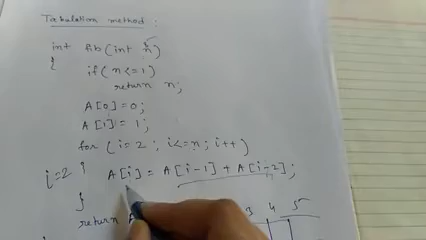 Tabulation method :
5
int fib(int n)
{
if(n<=1)
return n;
A[0]=0;
A[1]=1;
for (i=2; i<=n; i++)
i=2 { A[i] = A[i-1] + A[i-2];
}
return A
3 4 5